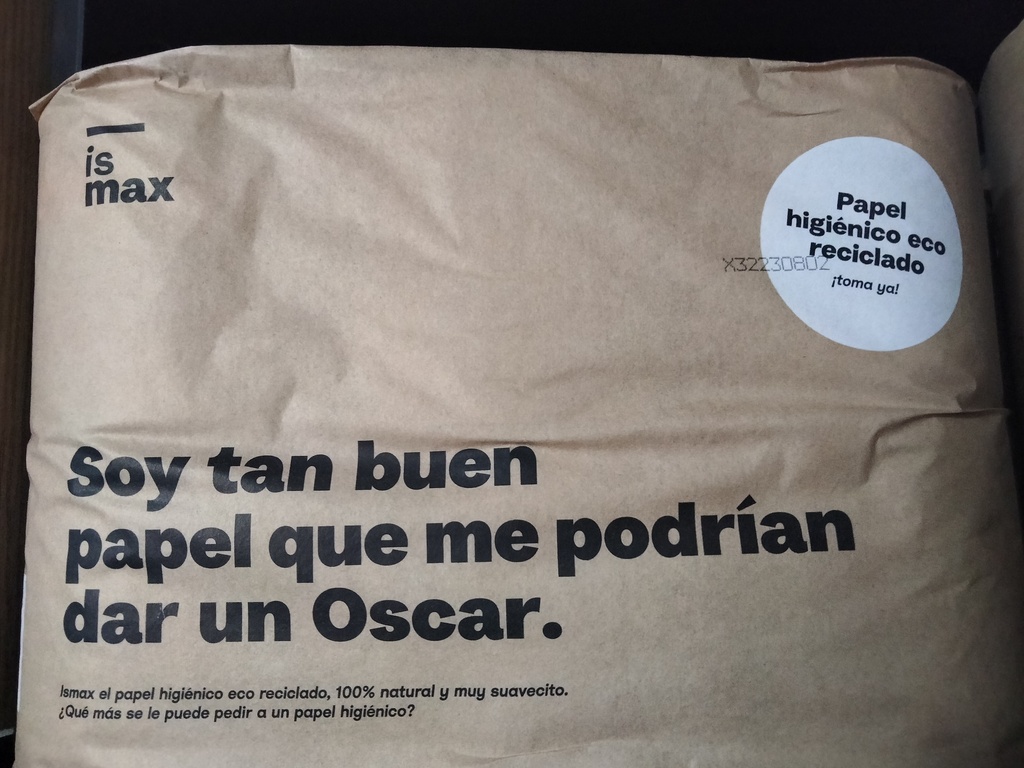 is
max
Papel
higiénico eco
reciclado
¡toma ya!
X32230802
Soy tan buen
papel que me podrían
dar un Oscar.
Ismax el papel higiénico eco reciclado, 100% natural y muy suavecito.
¿Qué más se le puede pedir a un papel higiénico?